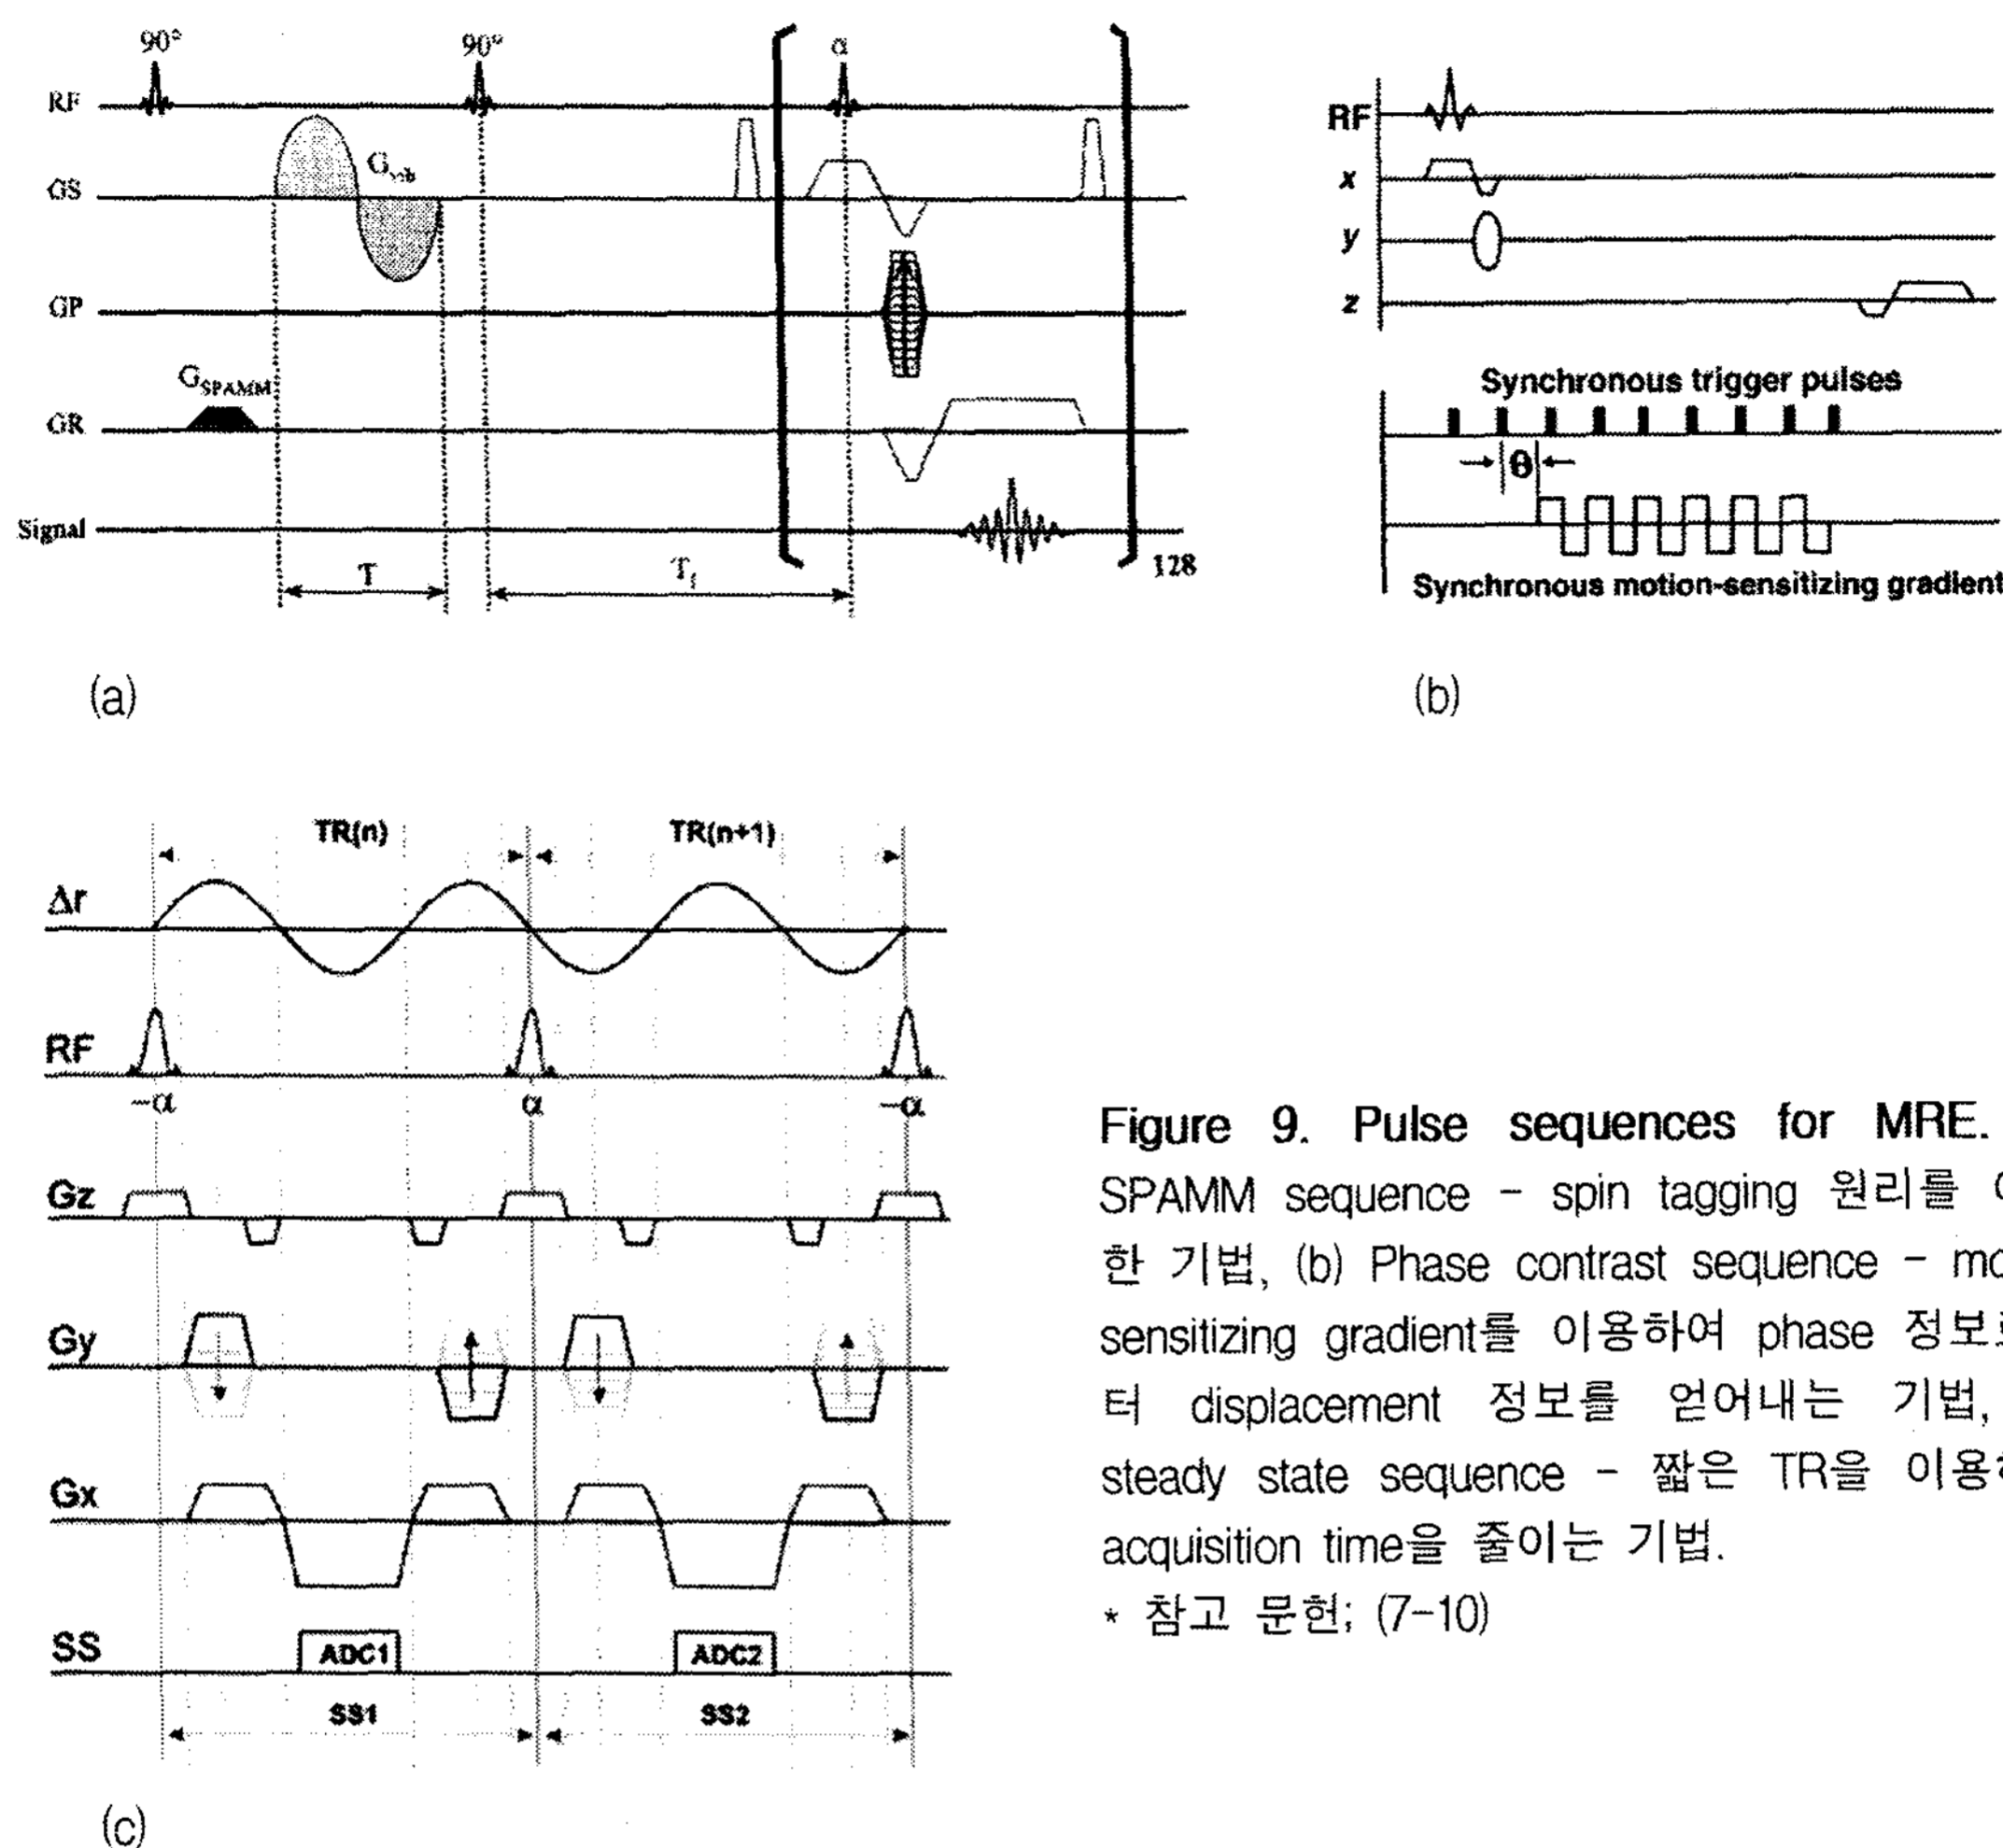 90°
90°
α
RF
GS
GP
G_SPAMM
GR
Signal
T
T_f
128
(a)
RF
x
y
z
Synchronous trigger pulses
θ
Synchronous motion-sensitizing gradient
(b)
TR(n)
TR(n+1)
Δr
RF
-α
α
-α
Gz
Gy
Gx
SS
ADC1
ADC2
SS1
SS2
(c)
Figure 9. Pulse sequences for MRE.
SPAMM sequence - spin tagging 원리를
한 기법, (b) Phase contrast sequence -
sensitizing gradient를 이용하여 phase
터 displacement 정보를 얻어내는 기법,
steady state sequence - 짧은 TR을
acquisition time을 줄이는 기법.
* 참고 문헌; (7-10)